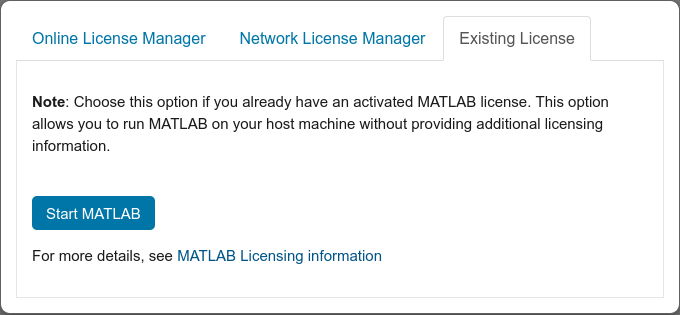 Online License Manager Network License Manager Existing License
Note: Choose this option if you already have an activated MATLAB license. This option
allows you to run MATLAB on your host machine without providing additional licensing
information.
Start MATLAB
For more details, see MATLAB Licensing information